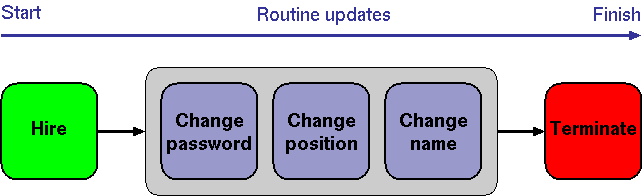 Start Routine updates Finish
Hire
Change password
Change position
Change name
Terminate